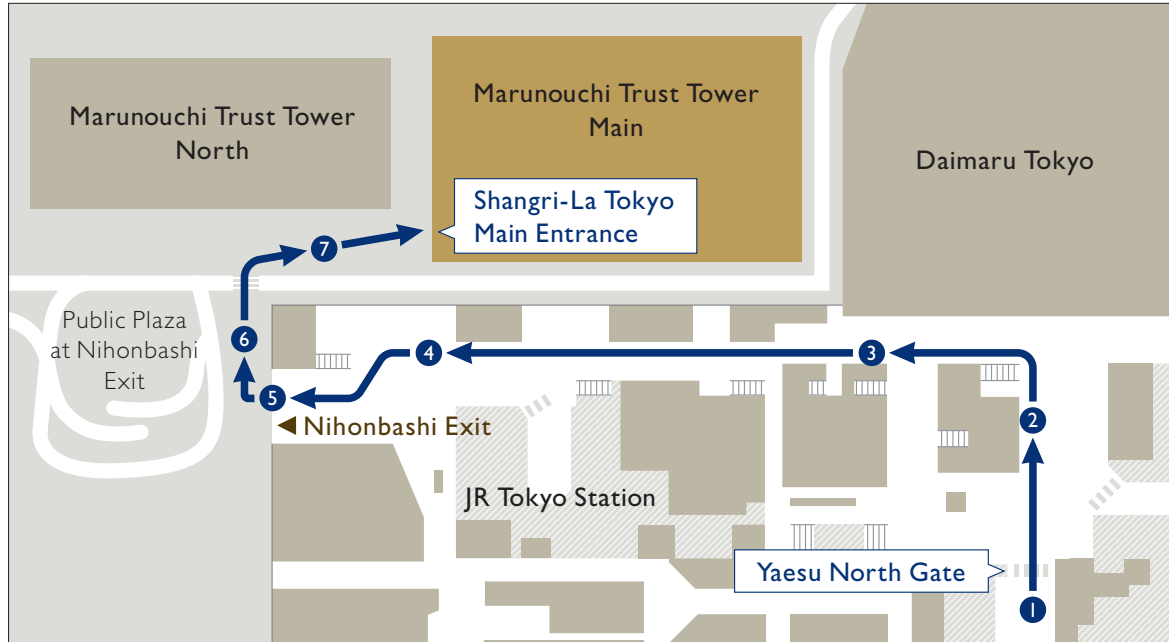 Marunouchi Trust Tower
North
Marunouchi Trust Tower
Main
Daimaru Tokyo
Shangri-La Tokyo
Main Entrance
7
Public Plaza
at Nihonbashi
Exit
6
5
4
3
2
Nihonbashi Exit
JR Tokyo Station
Yaesu North Gate
1